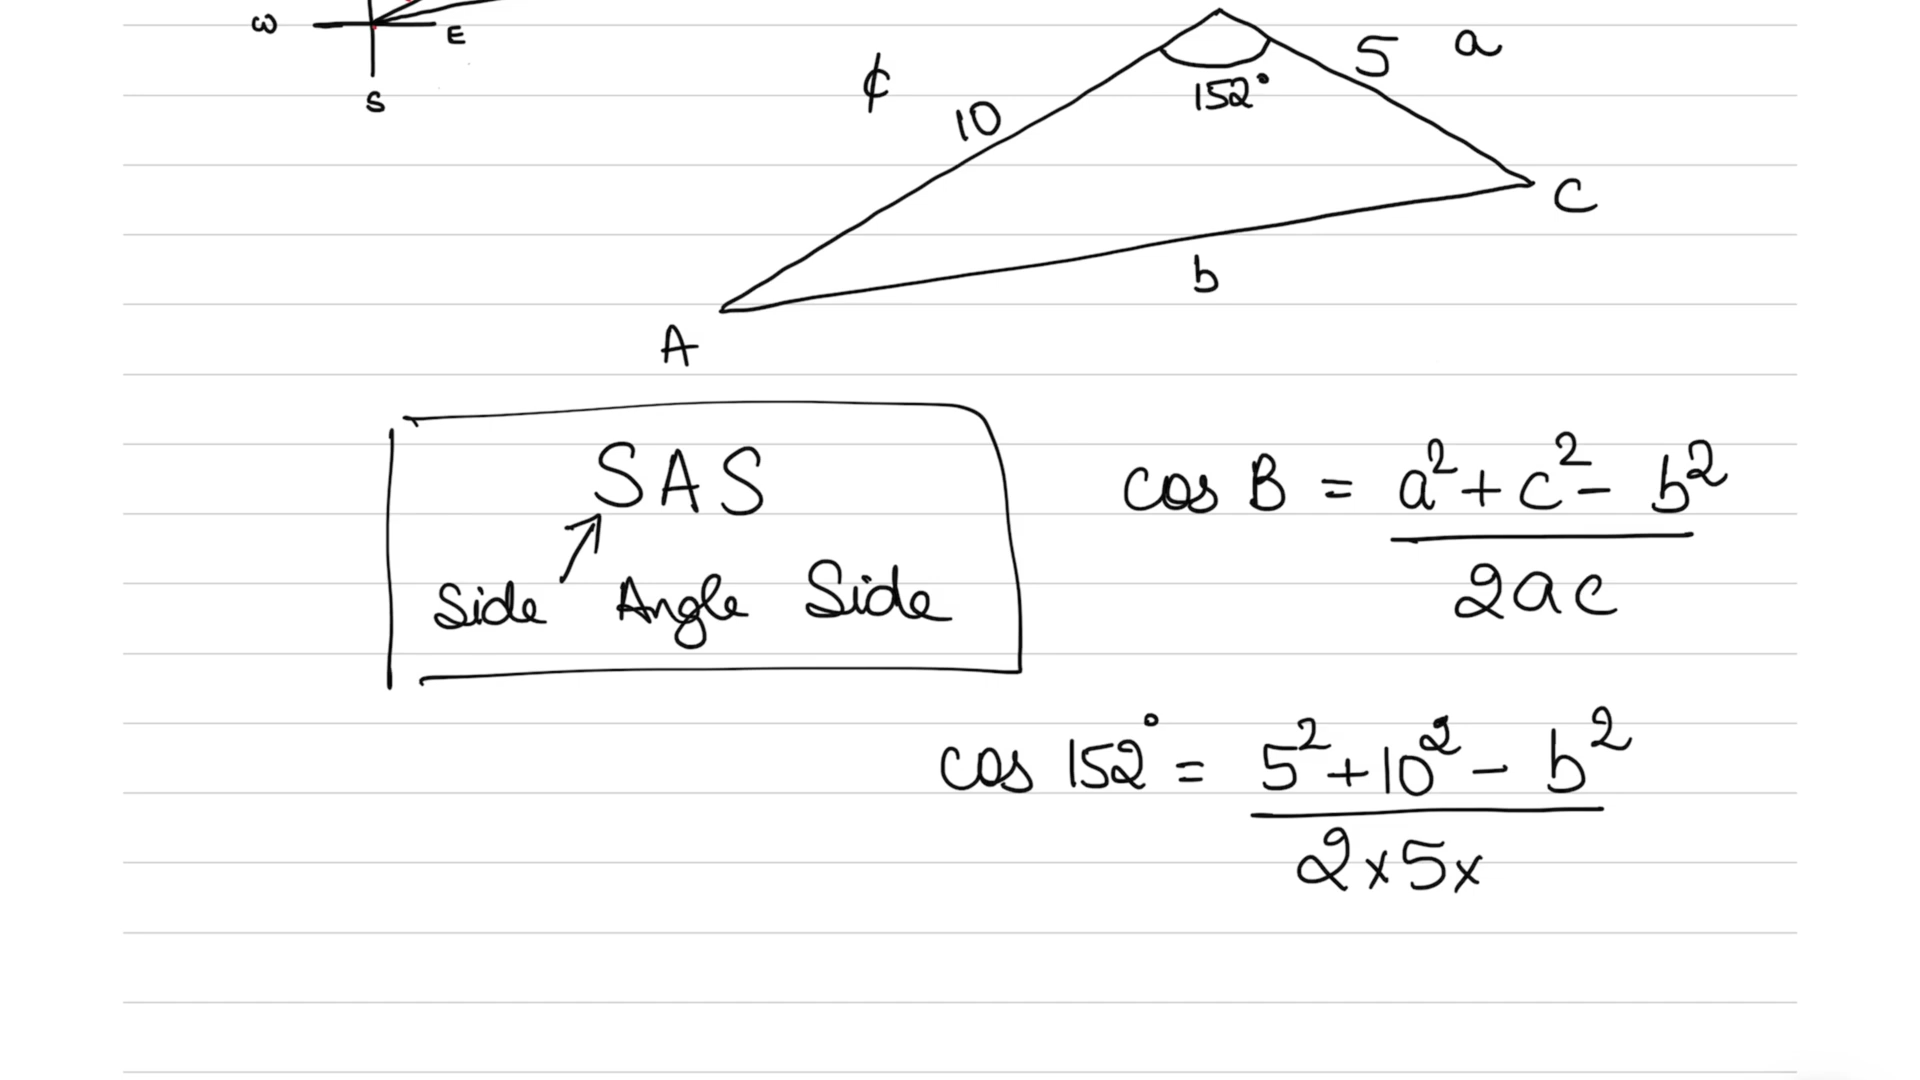 W E
S
¢
10
152°
5 a
C
b
A
SAS
Side Angle Side
cos B = a² + c² - b²
2ac
cos 152° = 5² + 10² - b²
2 x 5 x